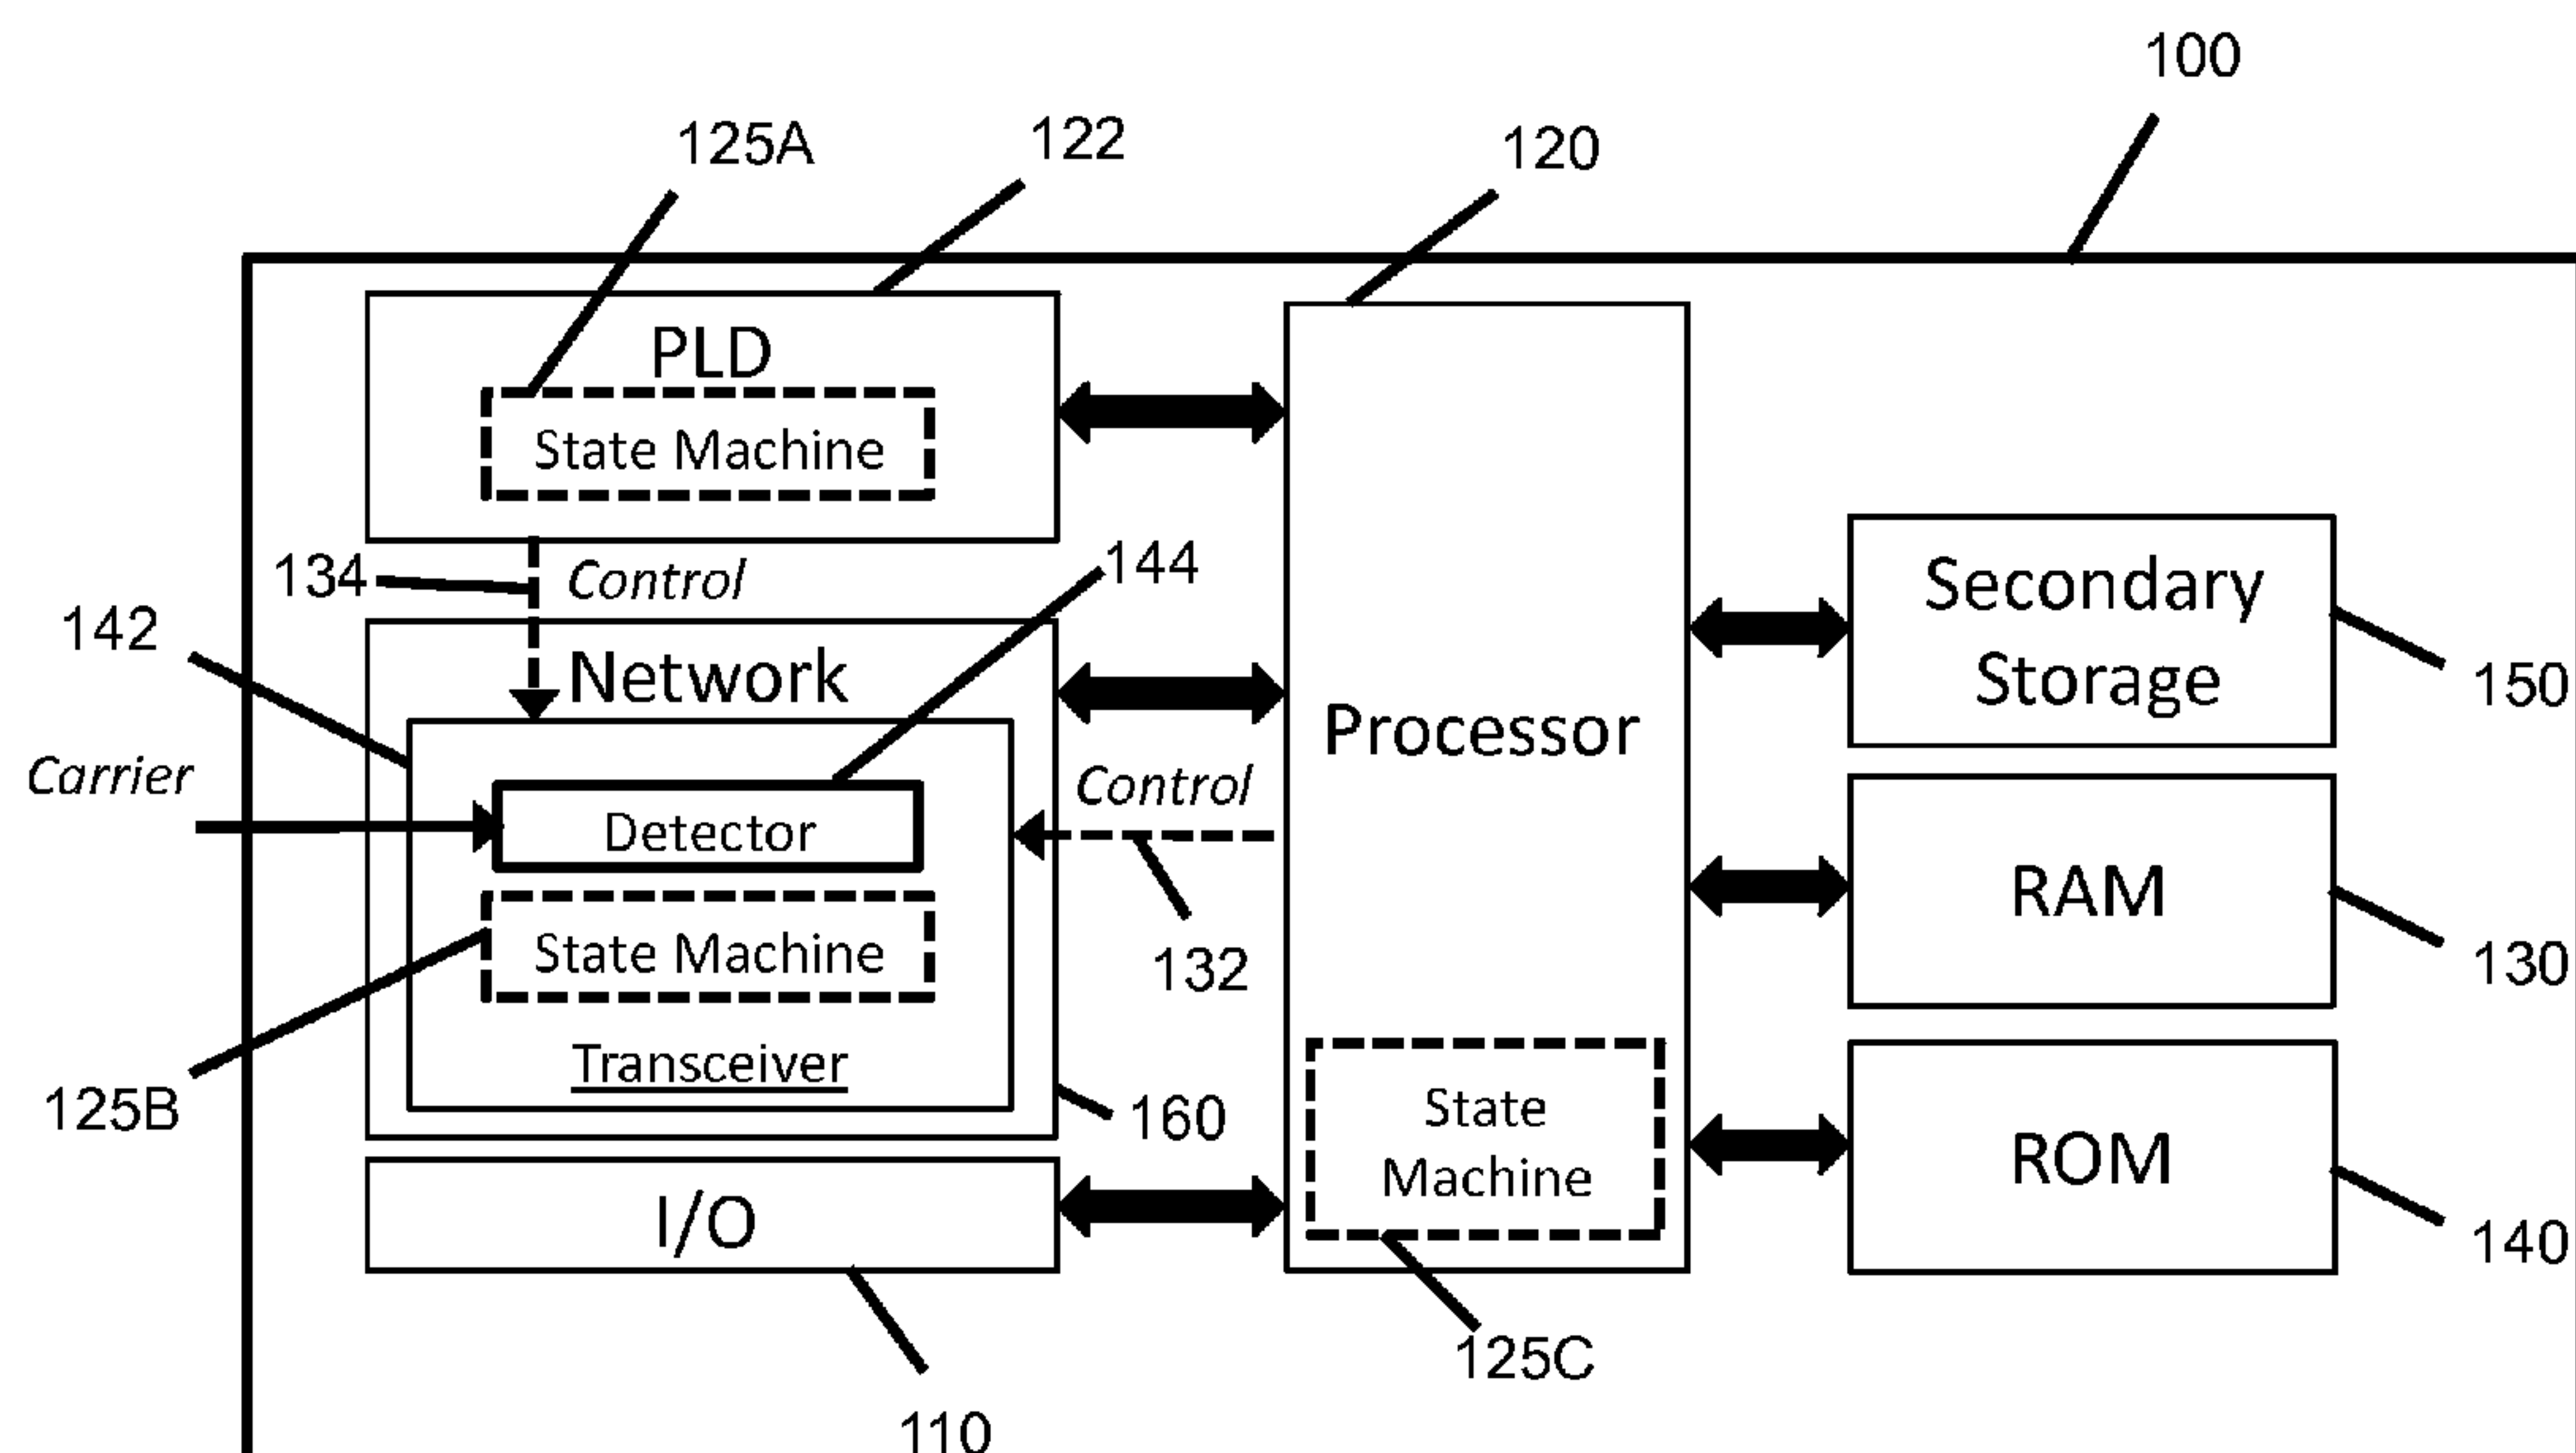 100
125A
122
120
PLD
State Machine
134
Control
144
142
Network
Carrier
Detector
Control
132
State Machine
125B
Transceiver
160
I/O
110
Processor
State
Machine
125C
Secondary
Storage
150
RAM
130
ROM
140